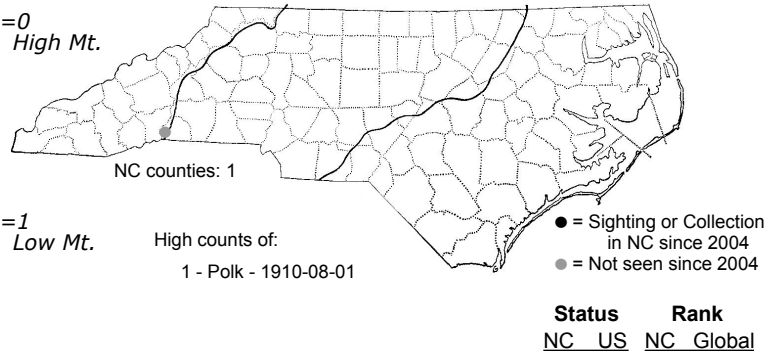 =0
High Mt.
NC counties: 1
=1
Low Mt.
High counts of:
1 - Polk - 1910-08-01
● = Sighting or Collection
in NC since 2004
● = Not seen since 2004
Status Rank
NC US NC Global